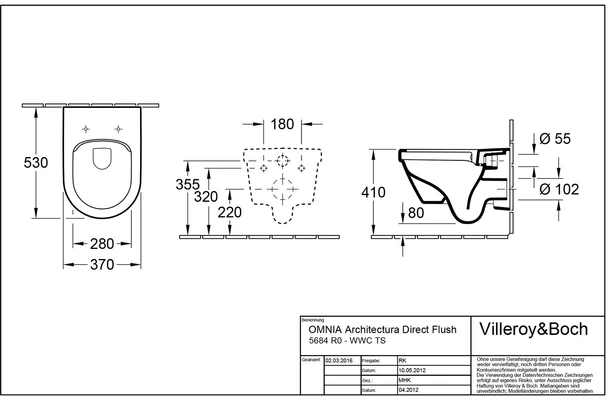 530
280
370
180
355
320
220
410
80
Ø 55
Ø 102
Benennung
OMNIA Architectura Direct Flush
5684 R0 - WWC TS
Villeroy&Boch
Geändert: 02.03.2016 Freigabe: RK
Datum: 10.05.2012
Gez.: MHK
Datum: 04.2012
Ohne unsere Genehmigung darf diese Zeichnung
weder vervielfältigt, noch dritten Personen oder
Konkurrenzfirmen mitgeteilt werden.
Die Verwendung der Daten/technischen Zeichnungen
erfolgt auf eigenes Risiko, unter Ausschluss jeglicher
Haftung von Villeroy & Boch. Maßangaben sind
unverbindlich; Modelländerungen bleiben vorbehalten.